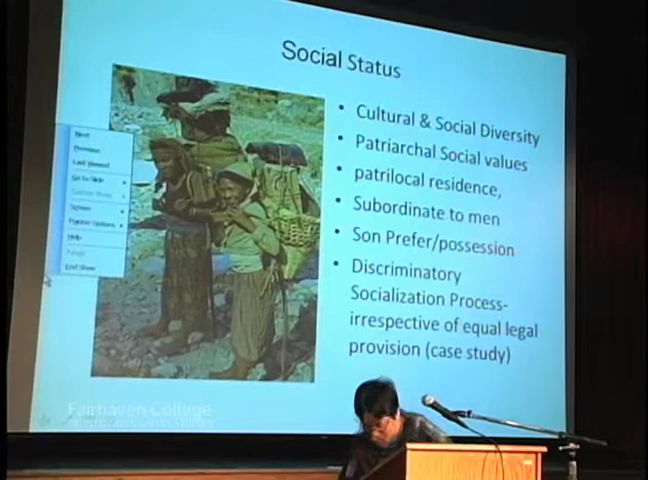 Social Status
• Cultural & Social Diversity
• Patriarchal Social values
• patrilocal residence,
• Subordinate to men
• Son Prefer/possession
• Discriminatory
Socialization Process-
irrespective of equal legal
provision (case study)
Next
Previous
Last Viewed
Go to Slide
Screen
Pointer Options
Help
End Show
Fairhaven College